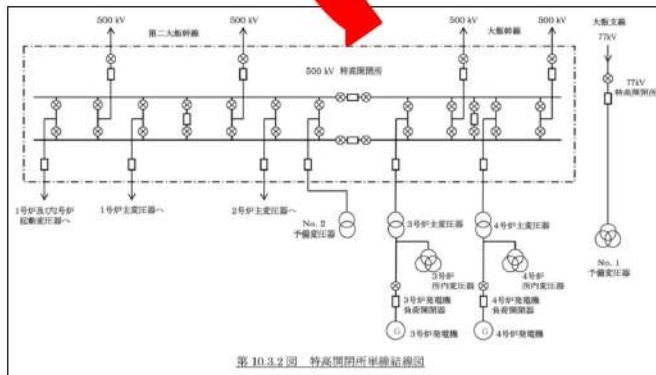 500 kV
第二大飯幹線
500 kV
500 kV
大飯幹線
500 kV
大飯支線
77kV
500 kV 特高開閉所
77kV
特高開閉所
1号炉及び2号炉
起動変圧器へ
1号炉主変圧器へ
2号炉主変圧器へ
No. 2
予備変圧器
3号炉主変圧器
4号炉主変圧器
No. 1
予備変圧器
3号炉
所内変圧器
4号炉
所内変圧器
3号炉発電機
負荷開閉器
4号炉発電機
負荷開閉器
G
3号炉発電機
G
4号炉発電機
第 10.3.2 図 特高開閉所単線結線図